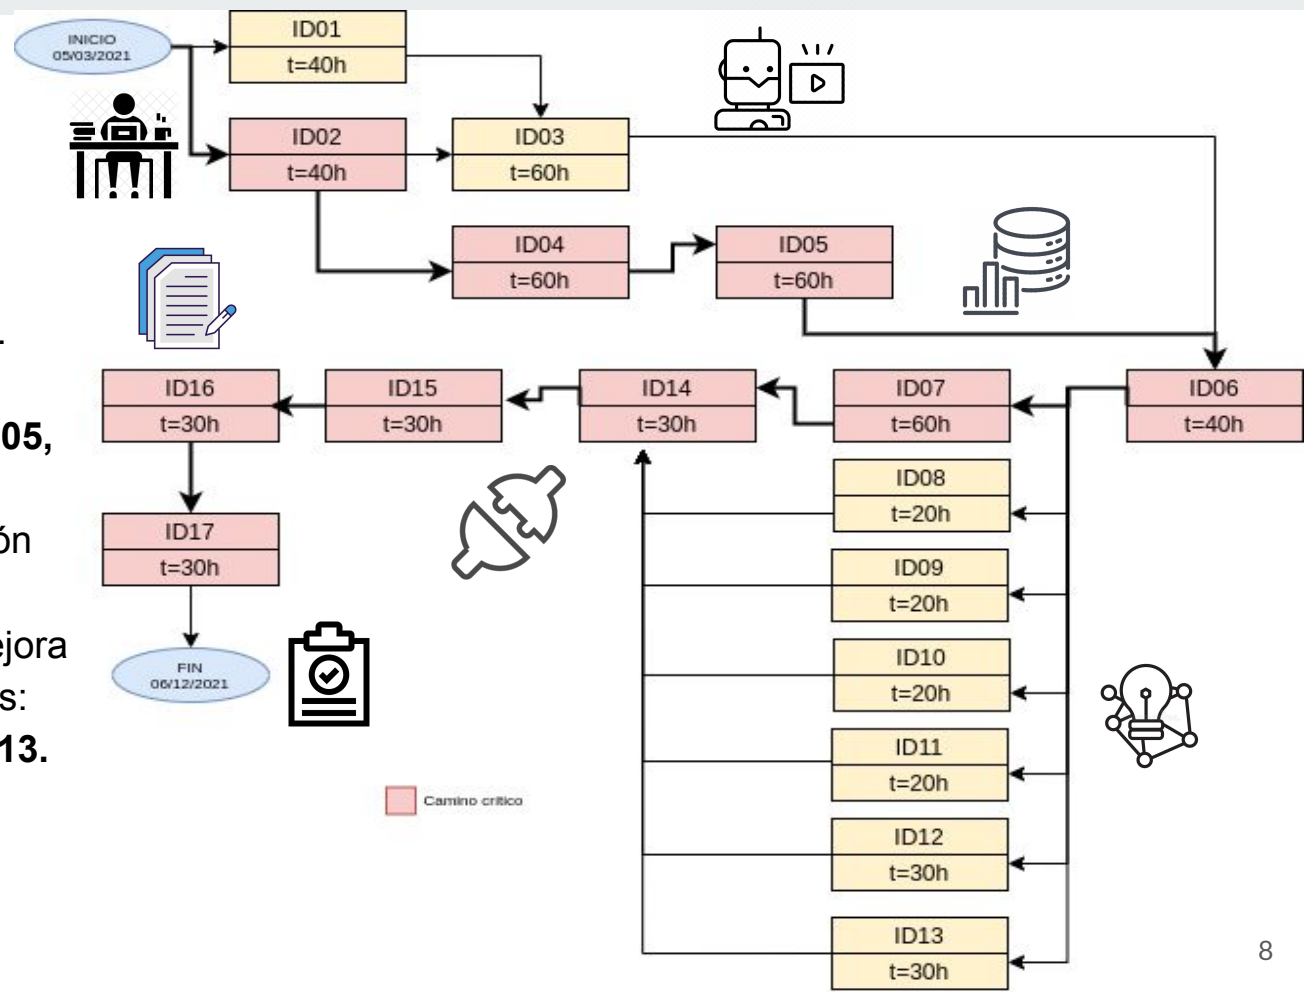 INICIO
05/03/2021
ID01
t=40h
ID02
t=40h
ID03
t=60h
ID04
t=60h
ID05
t=60h
05,
ón
ejora
s:
13.
ID16
t=30h
ID15
t=30h
ID14
t=30h
ID07
t=60h
ID06
t=40h
ID08
t=20h
ID17
t=30h
ID09
t=20h
FIN
06/12/2021
ID10
t=20h
ID11
t=20h
Camino crítico
ID12
t=30h
ID13
t=30h
8